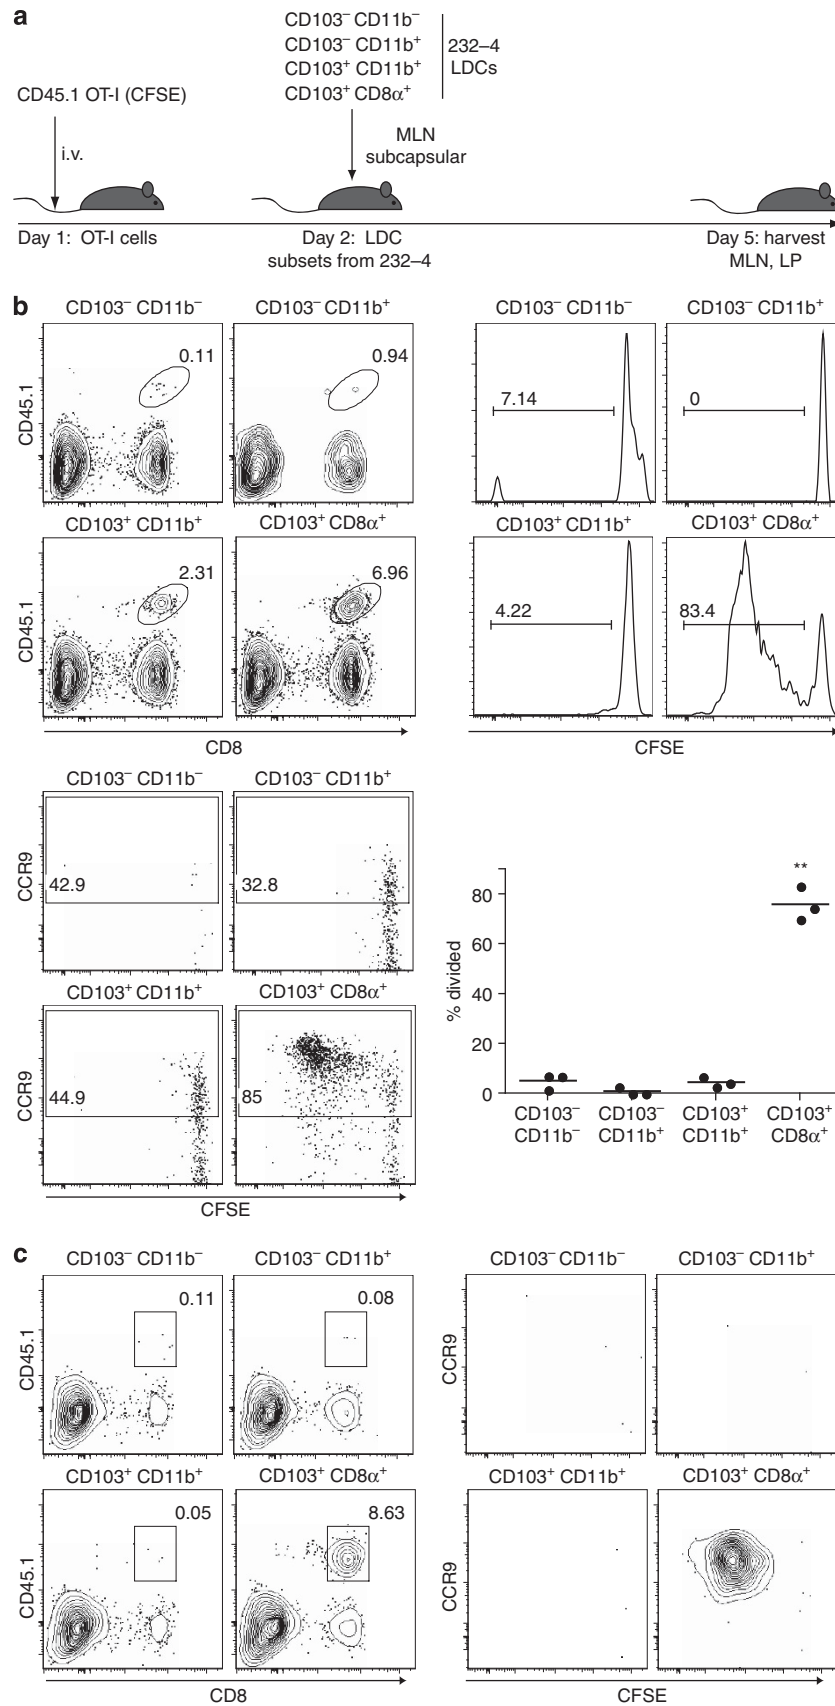 a
CD103⁻ CD11b⁻
CD103⁻ CD11b⁺
CD103⁺ CD11b⁺
CD103⁺ CD8α⁺
232–4
LDCs
CD45.1 OT-I (CFSE)
i.v.
MLN
subcapsular
Day 1: OT-I cells
Day 2: LDC
subsets from 232–4
Day 5: harvest
MLN, LP
b
CD103⁻ CD11b⁻
CD103⁻ CD11b⁺
CD45.1
0.11
0.94
CD103⁺ CD11b⁺
CD103⁺ CD8α⁺
CD45.1
2.31
6.96
CD8
CD103⁻ CD11b⁻
CD103⁻ CD11b⁺
7.14
0
CD103⁺ CD11b⁺
CD103⁺ CD8α⁺
4.22
83.4
CFSE
CD103⁻ CD11b⁻
CD103⁻ CD11b⁺
CCR9
42.9
32.8
CD103⁺ CD11b⁺
CD103⁺ CD8α⁺
CCR9
44.9
85
CFSE
% divided
80
60
40
20
0
**
CD103⁻
CD11b⁻
CD103⁻
CD11b⁺
CD103⁺
CD11b⁺
CD103⁺
CD8α⁺
c
CD103⁻ CD11b⁻
CD103⁻ CD11b⁺
CD45.1
0.11
0.08
CD103⁺ CD11b⁺
CD103⁺ CD8α⁺
CD45.1
0.05
8.63
CD8
CD103⁻ CD11b⁻
CD103⁻ CD11b⁺
CCR9
CD103⁺ CD11b⁺
CD103⁺ CD8α⁺
CCR9
CFSE